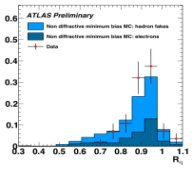 ATLAS Preliminary
Non diffractive minimum bias MC: hadron fakes
Non diffractive minimum bias MC: electrons
Data
0.6
0.5
0.4
0.3
0.2
0.1
0
0.3 0.4 0.5 0.6 0.7 0.8 0.9 1 1.1
Rη